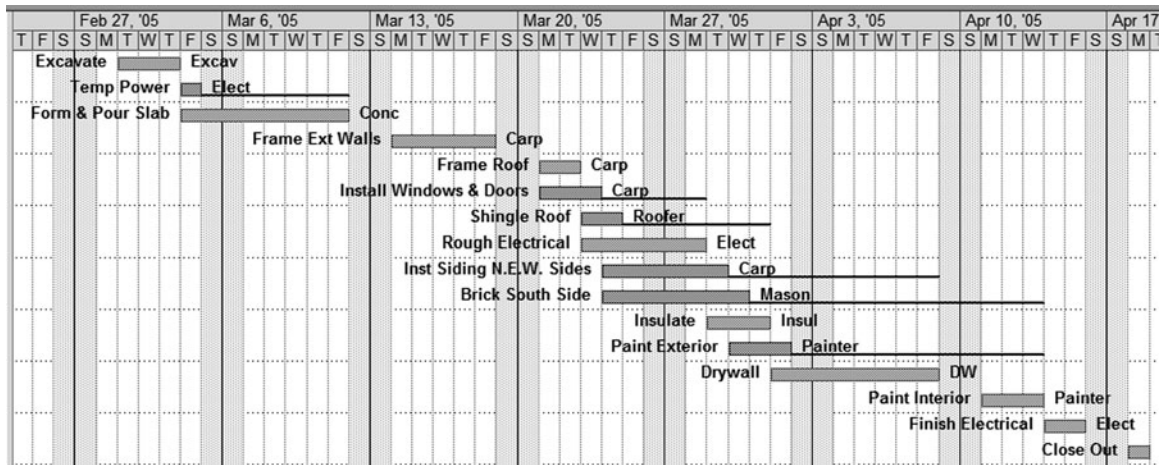 Feb 27, '05 Mar 6, '05 Mar 13, '05 Mar 20, '05 Mar 27, '05 Apr 3, '05 Apr 10, '05 Apr 17
T F S S M T W T F S S M T W T F S S M T W T F S S M T W T F S S M T W T F S S M T W T F S S M T W T F S S M T
Excavate Excav
Temp Power Elect
Form & Pour Slab Conc
Frame Ext Walls Carp
Frame Roof Carp
Install Windows & Doors Carp
Shingle Roof Roofer
Rough Electrical Elect
Inst Siding N.E.W. Sides Carp
Brick South Side Mason
Insulate Insul
Paint Exterior Painter
Drywall DW
Paint Interior Painter
Finish Electrical Elect
Close Out